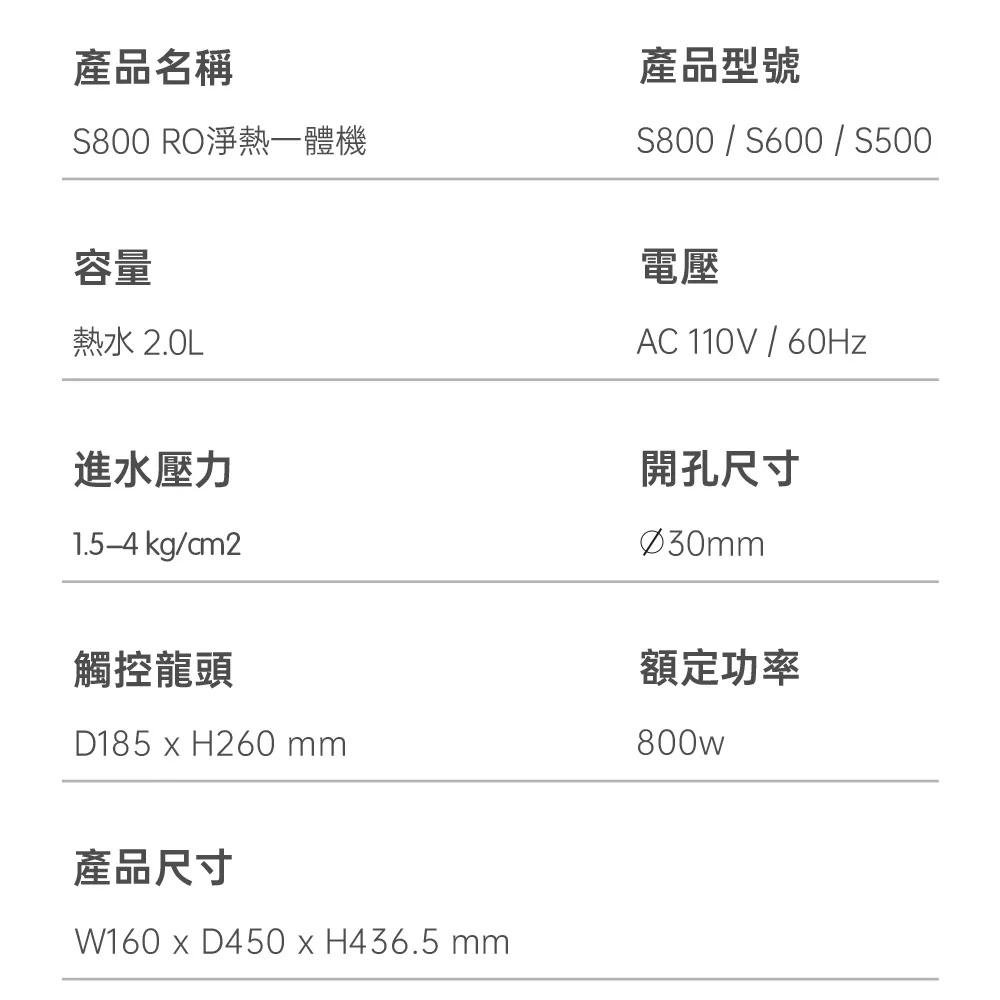 產品名稱
產品型號
S800 RO淨熱一體機
S800 / S600 / S500
容量
電壓
熱水 2.0L
AC 110V / 60Hz
進水壓力
開孔尺寸
1.5–4 kg/cm2
∅30mm
觸控龍頭
額定功率
D185 x H260 mm
800w
產品尺寸
W160 x D450 x H436.5 mm